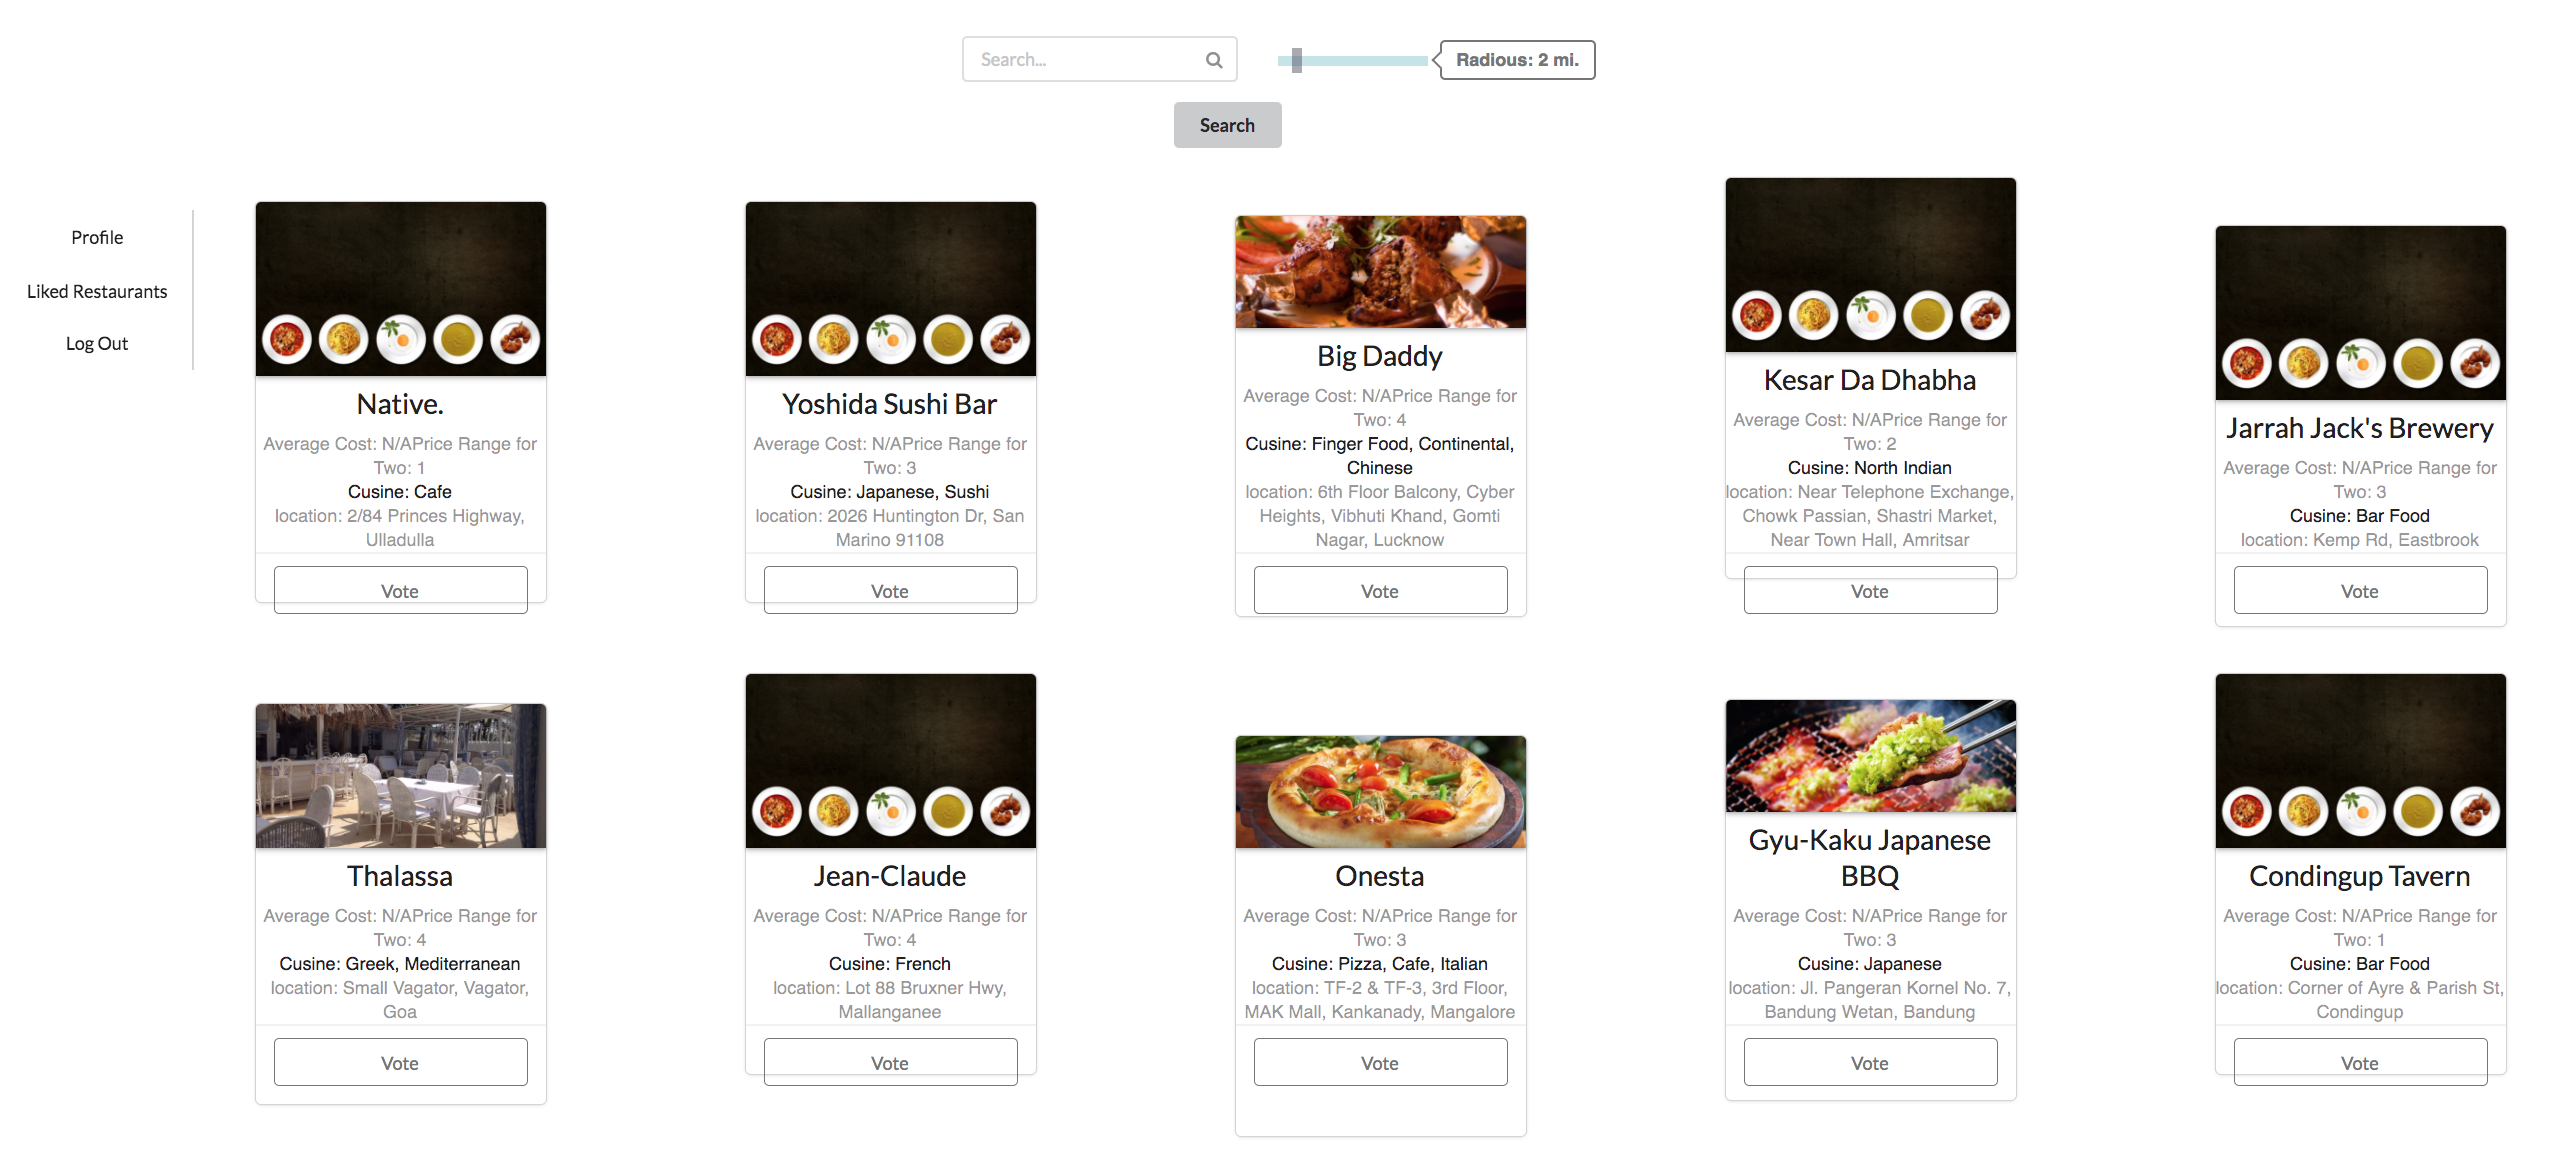 Search...
Radious: 2 mi.
Search
Profile
Liked Restaurants
Log Out
Native.
Average Cost: N/APrice Range for
Two: 1
Cusine: Cafe
location: 2/84 Princes Highway,
Ulladulla
Vote
Yoshida Sushi Bar
Average Cost: N/APrice Range for
Two: 3
Cusine: Japanese, Sushi
location: 2026 Huntington Dr, San
Marino 91108
Vote
Big Daddy
Average Cost: N/APrice Range for
Two: 4
Cusine: Finger Food, Continental,
Chinese
location: 6th Floor Balcony, Cyber
Heights, Vibhuti Khand, Gomti
Nagar, Lucknow
Vote
Kesar Da Dhabha
Average Cost: N/APrice Range for
Two: 2
Cusine: North Indian
location: Near Telephone Exchange,
Chowk Passian, Shastri Market,
Near Town Hall, Amritsar
Vote
Jarrah Jack's Brewery
Average Cost: N/APrice Range for
Two: 3
Cusine: Bar Food
location: Kemp Rd, Eastbrook
Vote
Thalassa
Average Cost: N/APrice Range for
Two: 4
Cusine: Greek, Mediterranean
location: Small Vagator, Vagator,
Goa
Vote
Jean-Claude
Average Cost: N/APrice Range for
Two: 4
Cusine: French
location: Lot 88 Bruxner Hwy,
Mallanganee
Vote
Onesta
Average Cost: N/APrice Range for
Two: 3
Cusine: Pizza, Cafe, Italian
location: TF-2 & TF-3, 3rd Floor,
MAK Mall, Kankanady, Mangalore
Vote
Gyu-Kaku Japanese
BBQ
Average Cost: N/APrice Range for
Two: 3
Cusine: Japanese
location: Jl. Pangeran Kornel No. 7,
Bandung Wetan, Bandung
Vote
Condingup Tavern
Average Cost: N/APrice Range for
Two: 1
Cusine: Bar Food
location: Corner of Ayre & Parish St,
Condingup
Vote